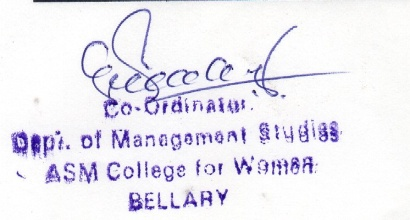 Co-Ordinator.
Dept. of Management Studies
ASM College for Women
BELLARY